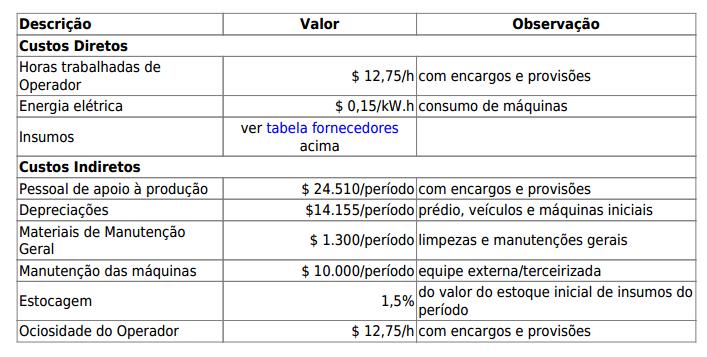 Descrição Valor Observação
Custos Diretos
Horas trabalhadas de
Operador $ 12,75/h com encargos e provisões
Energia elétrica $ 0,15/kW.h consumo de máquinas
Insumos ver tabela fornecedores
acima
Custos Indiretos
Pessoal de apoio à produção $ 24.510/período com encargos e provisões
Depreciações $14.155/período prédio, veículos e máquinas iniciais
Materiais de Manutenção
Geral $ 1.300/período limpezas e manutenções gerais
Manutenção das máquinas $ 10.000/período equipe externa/terceirizada
Estocagem 1,5% do valor do estoque inicial de insumos do
período
Ociosidade do Operador $ 12,75/h com encargos e provisões